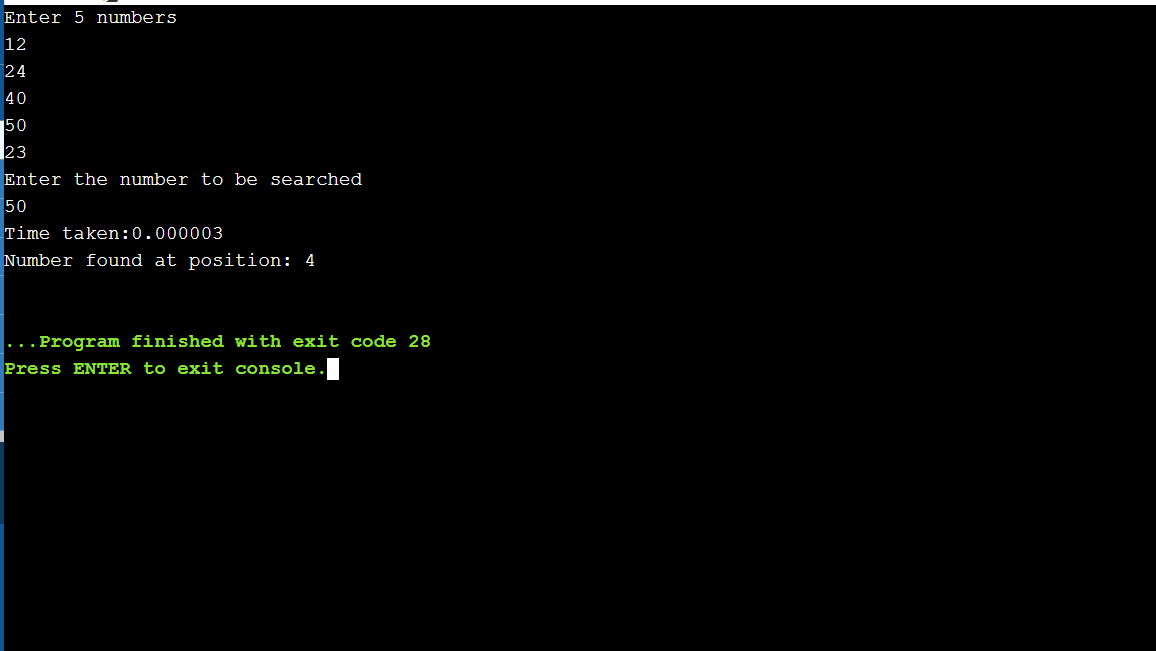 Enter 5 numbers
12
24
40
50
23
Enter the number to be searched
50
Time taken:0.000003
Number found at position: 4
...Program finished with exit code 28
Press ENTER to exit console.